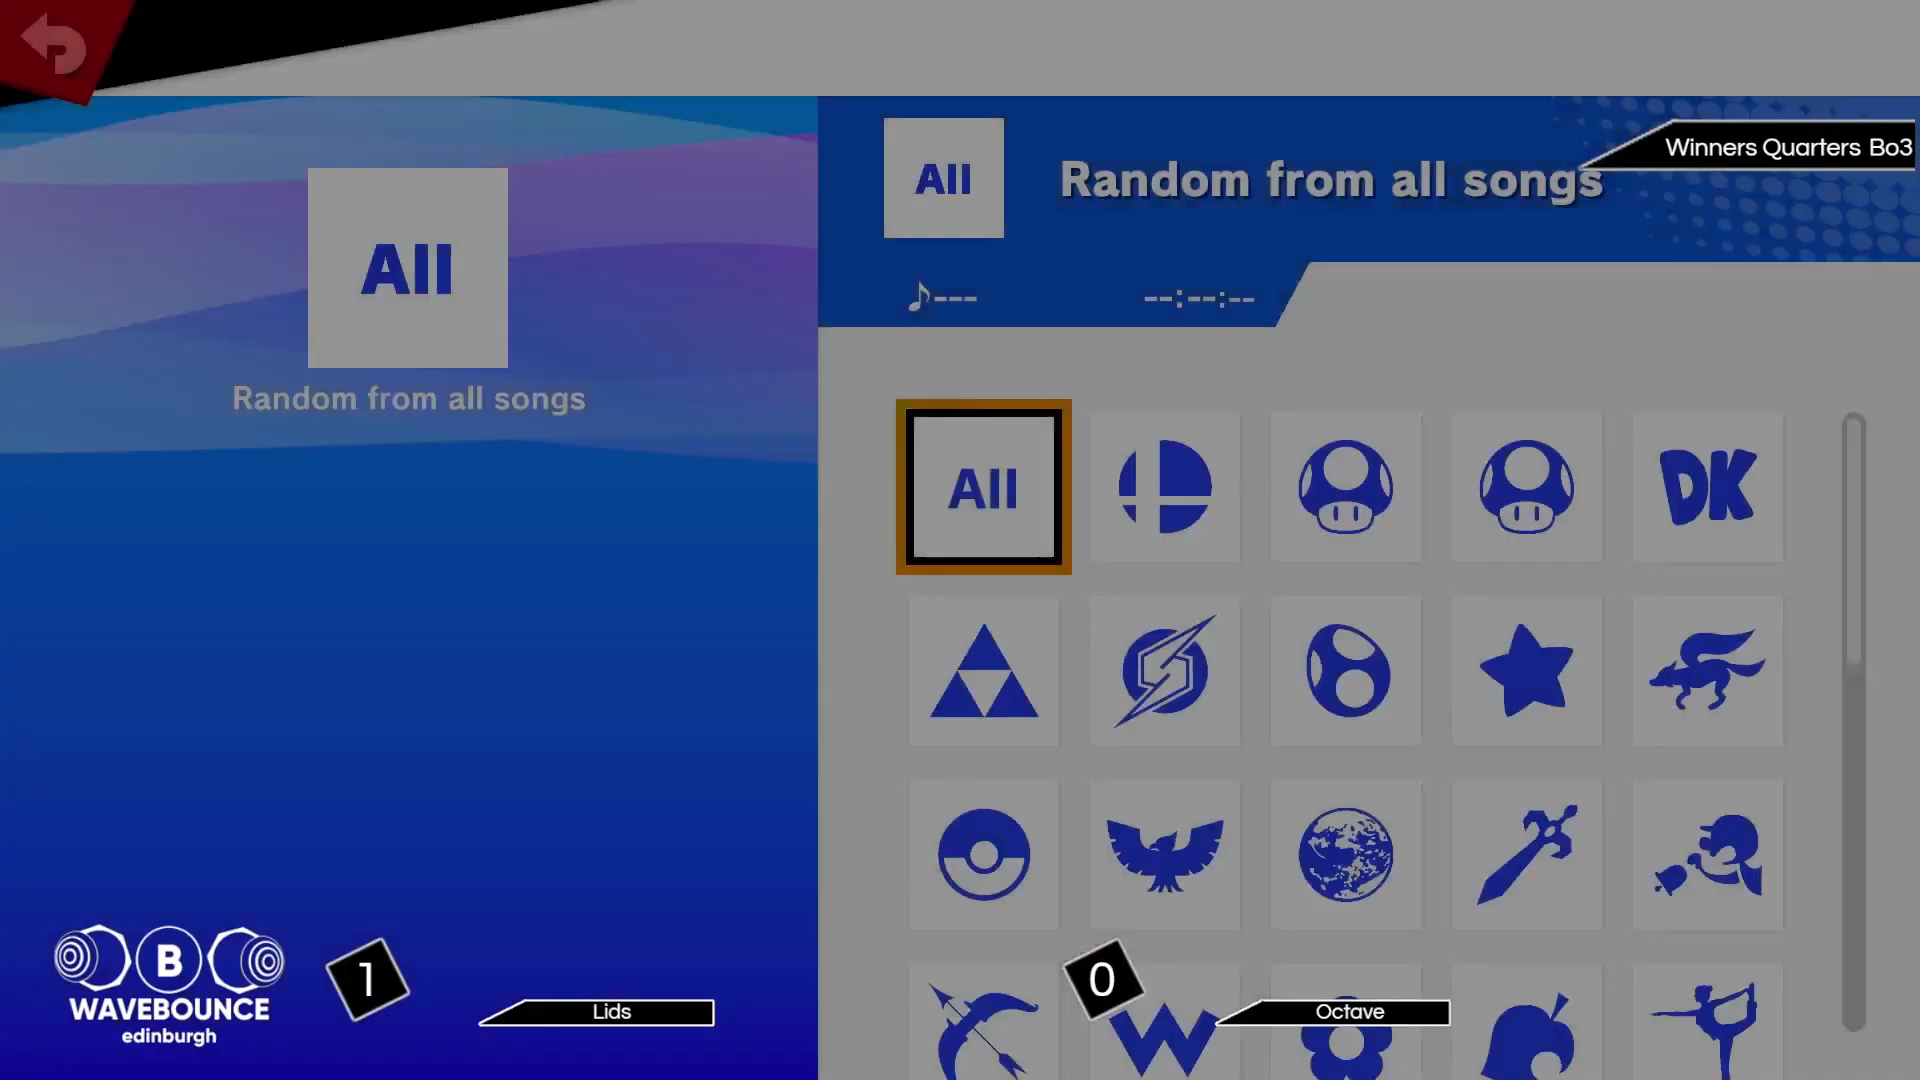 All
Random from all songs
All
Random from all songs
Winners Quarters Bo3
♪---
--:--:--
All
DK
B
WAVEBOUNCE
edinburgh
1
Lids
0
Octave
W